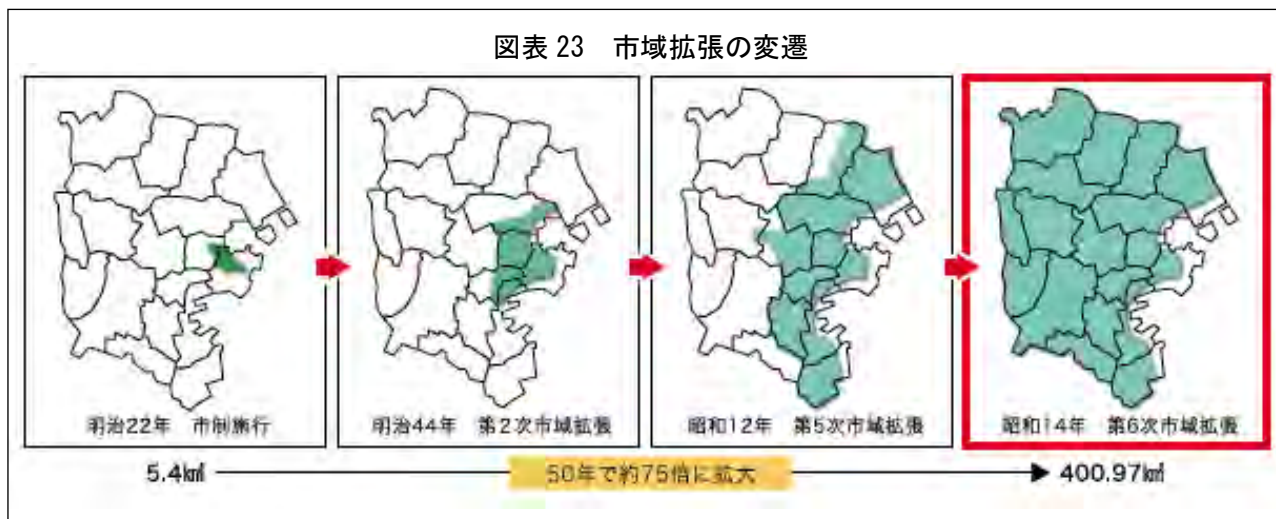 図表 23　市域拡張の変遷
明治22年　市制施行
明治44年　第2次市域拡張
昭和12年　第5次市域拡張
昭和14年　第6次市域拡張
5.4k㎡
50年で約75倍に拡大
400.97k㎡